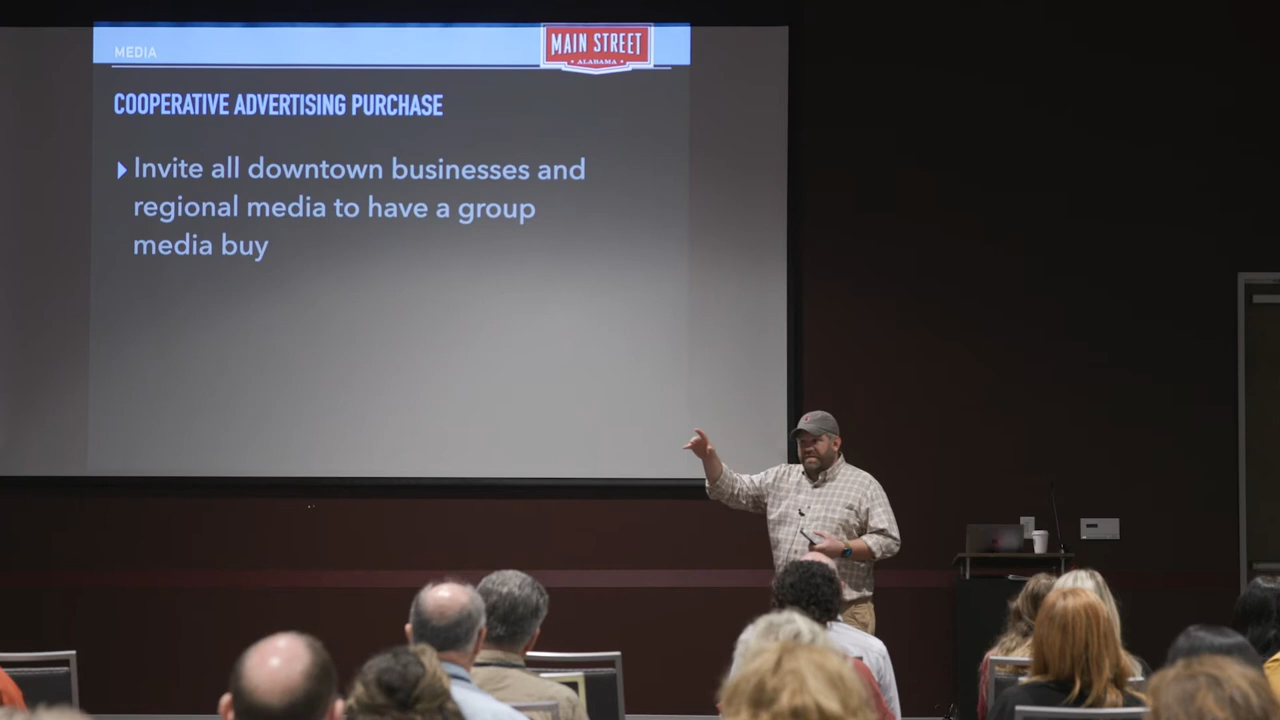 MEDIA
MAIN STREET
ALABAMA
COOPERATIVE ADVERTISING PURCHASE
Invite all downtown businesses and
regional media to have a group
media buy